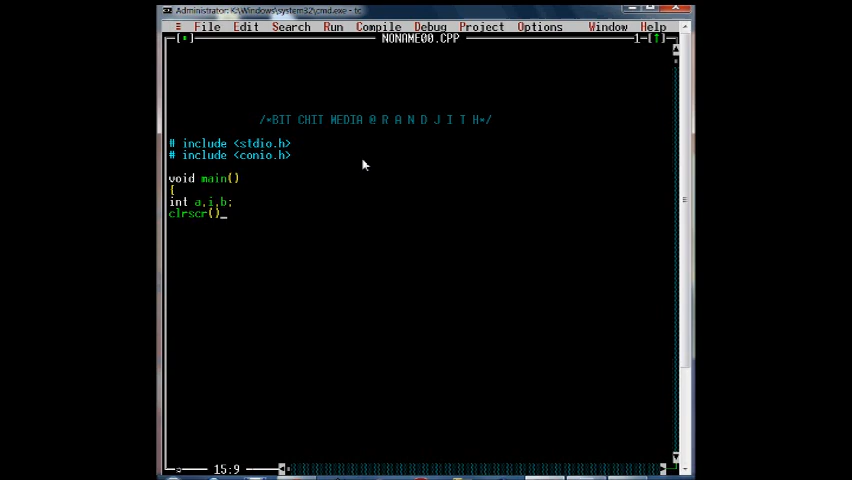 Administrator: K:\Windows\system32\cmd.exe - tc
≡ File Edit Search Run Compile Debug Project Options Window Help
[■] NONAME00.CPP 1-[↑]
/*BIT CHIT MEDIA @ R A N D J I T H*/
# include <stdio.h>
# include <conio.h>
void main()
{
int a,i,b;
clrscr()_
15:9